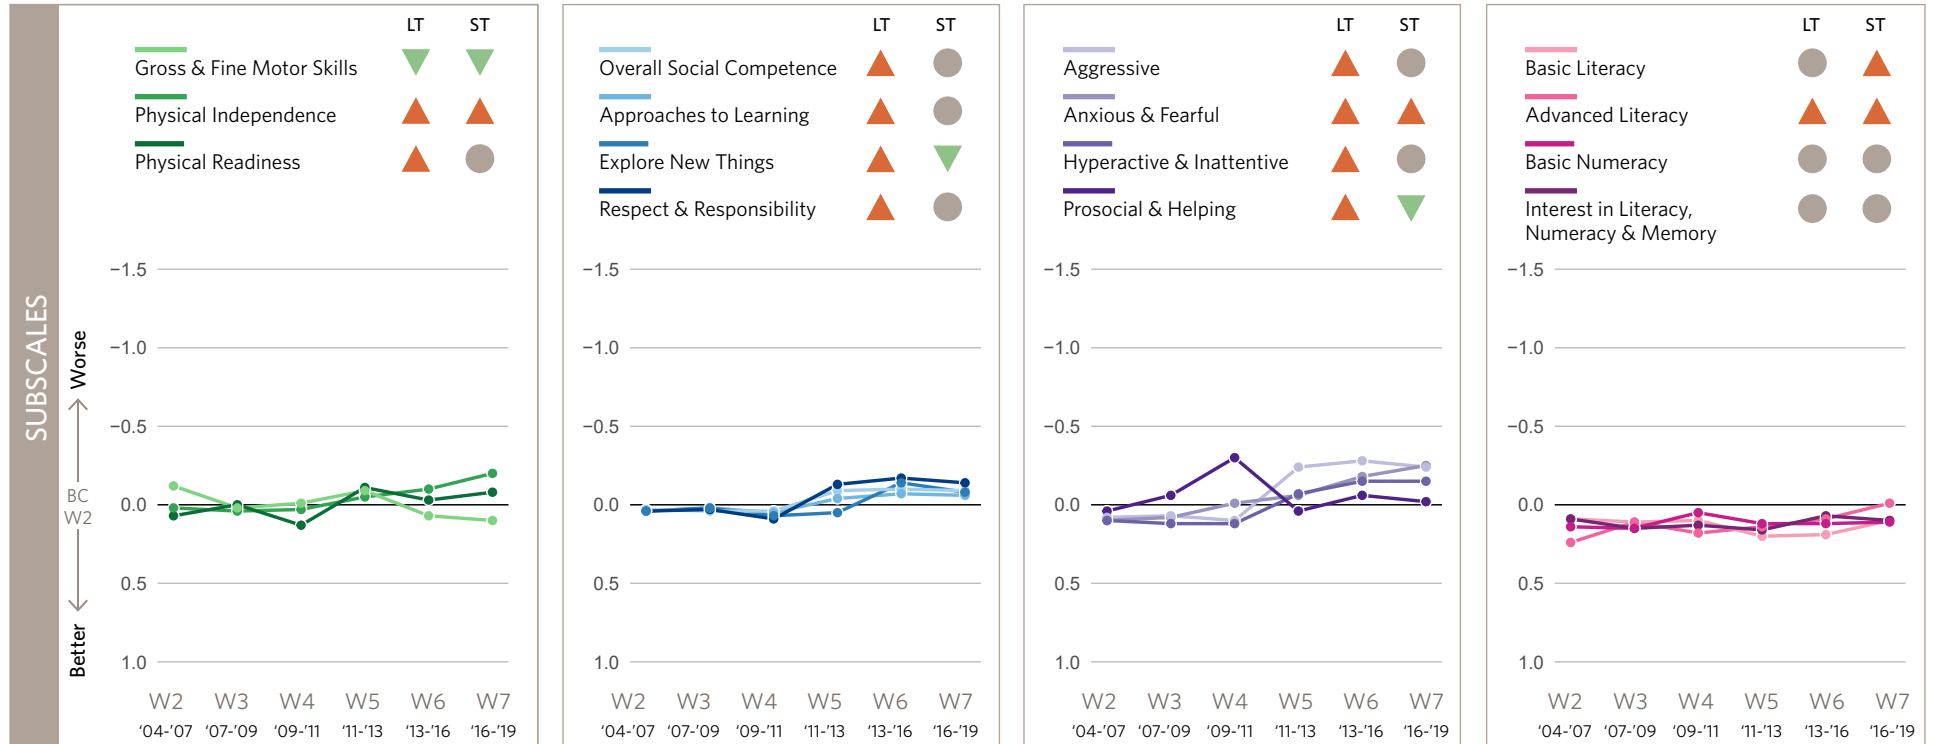 SUBSCALES
LT ST
Gross & Fine Motor Skills
Physical Independence
Physical Readiness
Worse
BC
W2
Better
−1.5
−1.0
−0.5
0.0
0.5
1.0
W2 W3 W4 W5 W6 W7
‘04-’07 ‘07-’09 ‘09-’11 ‘11-’13 ‘13-’16 ‘16-’19
LT ST
Overall Social Competence
Approaches to Learning
Explore New Things
Respect & Responsibility
−1.5
−1.0
−0.5
0.0
0.5
1.0
W2 W3 W4 W5 W6 W7
‘04-’07 ‘07-’09 ‘09-’11 ‘11-’13 ‘13-’16 ‘16-’19
LT ST
Aggressive
Anxious & Fearful
Hyperactive & Inattentive
Prosocial & Helping
−1.5
−1.0
−0.5
0.0
0.5
1.0
W2 W3 W4 W5 W6 W7
‘04-’07 ‘07-’09 ‘09-’11 ‘11-’13 ‘13-’16 ‘16-’19
LT ST
Basic Literacy
Advanced Literacy
Basic Numeracy
Interest in Literacy,
Numeracy & Memory
−1.5
−1.0
−0.5
0.0
0.5
1.0
W2 W3 W4 W5 W6 W7
‘04-’07 ‘07-’09 ‘09-’11 ‘11-’13 ‘13-’16 ‘16-’19